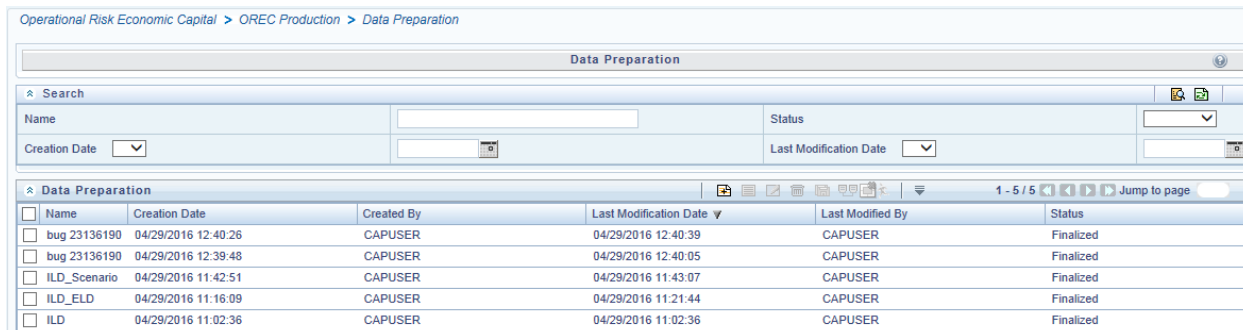 Operational Risk Economic Capital > OREC Production > Data Preparation
Data Preparation
Search
Name Status
Creation Date Last Modification Date
Data Preparation 1 - 5 / 5 Jump to page
Name Creation Date Created By Last Modification Date Last Modified By Status
bug 23136190 04/29/2016 12:40:26 CAPUSER 04/29/2016 12:40:39 CAPUSER Finalized
bug 23136190 04/29/2016 12:39:48 CAPUSER 04/29/2016 12:40:05 CAPUSER Finalized
ILD_Scenario 04/29/2016 11:42:51 CAPUSER 04/29/2016 11:43:07 CAPUSER Finalized
ILD_ELD 04/29/2016 11:16:09 CAPUSER 04/29/2016 11:21:44 CAPUSER Finalized
ILD 04/29/2016 11:02:36 CAPUSER 04/29/2016 11:02:36 CAPUSER Finalized